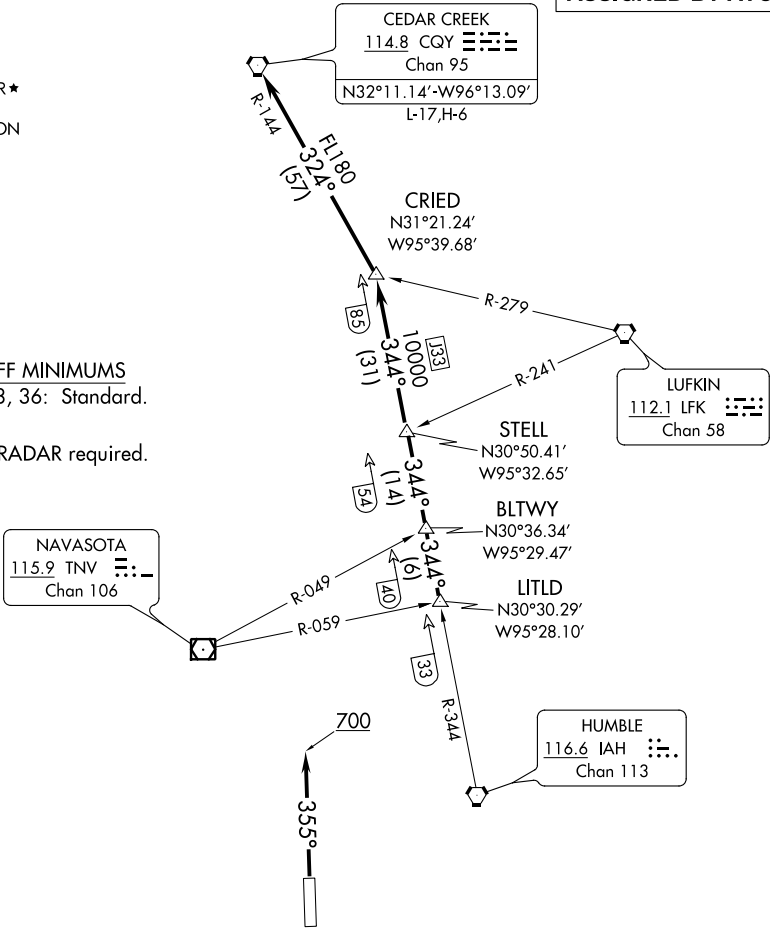 CEDAR CREEK
114.8 CQY
Chan 95
N32°11.14'-W96°13.09'
L-17,H-6
R★
ON
R-144
FL180
324°
(57)
CRIED
N31°21.24'
W95°39.68'
R-279
85
10000
J33
344°
(31)
R-241
LUFKIN
112.1 LFK
Chan 58
FF MINIMUMS
3, 36: Standard.
RADAR required.
STELL
N30°50.41'
W95°32.65'
54
344°
(14)
BLTWY
N30°36.34'
W95°29.47'
NAVASOTA
115.9 TNV
Chan 106
R-049
40
344°
(6)
LITLD
N30°30.29'
W95°28.10'
R-059
33
R-344
700
HUMBLE
116.6 IAH
Chan 113
355°